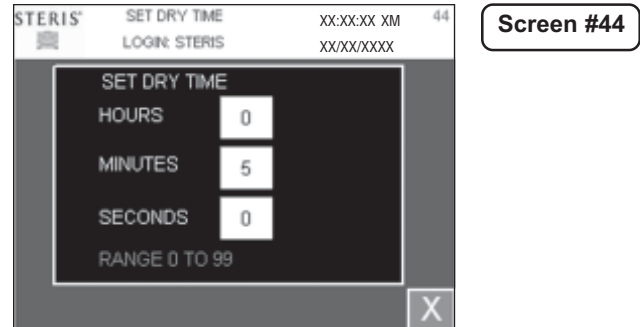 STERIS®
SET DRY TIME
XX:XX:XX XM
44
LOGIN: STERIS
XX/XX/XXXX
Screen #44
SET DRY TIME
HOURS 0
MINUTES 5
SECONDS 0
RANGE 0 TO 99
X